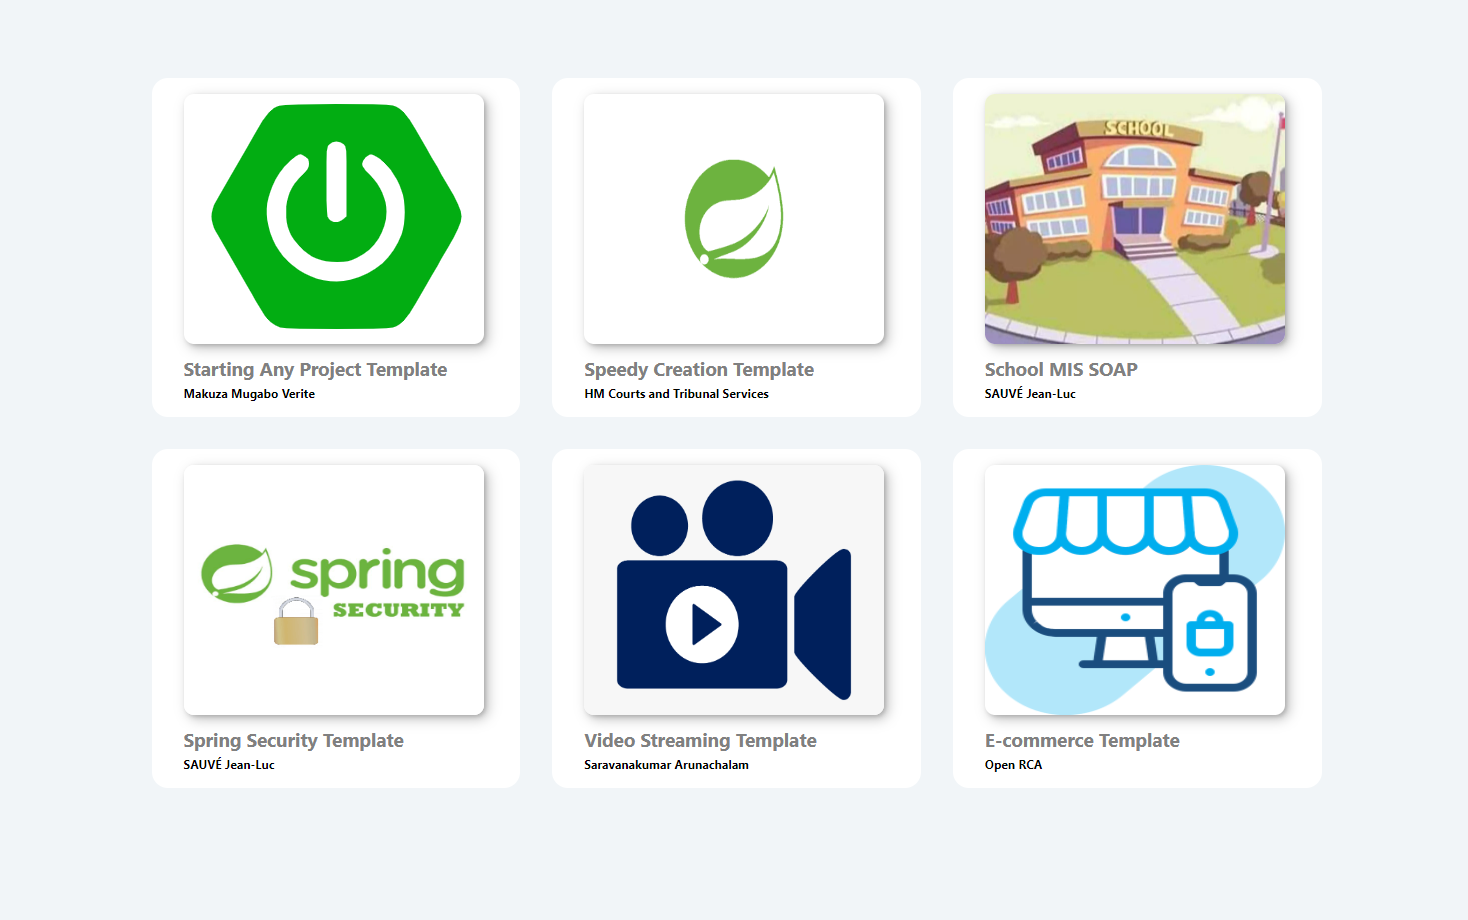 SCHOOL
Starting Any Project Template
Makuza Mugabo Verite
Speedy Creation Template
HM Courts and Tribunal Services
School MIS SOAP
SAUVÉ Jean-Luc
spring
SECURITY
Spring Security Template
SAUVÉ Jean-Luc
Video Streaming Template
Saravanakumar Arunachalam
E-commerce Template
Open RCA